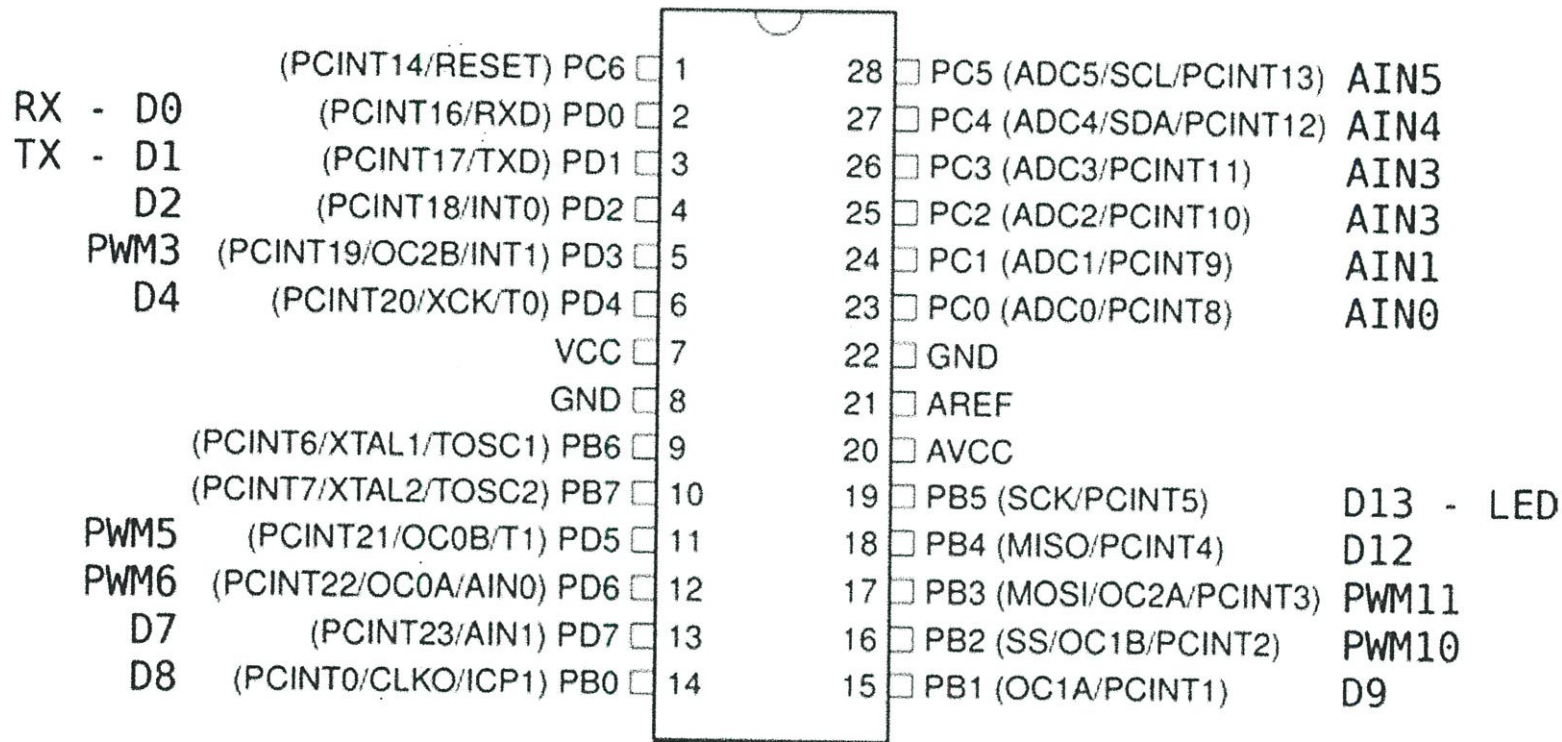 (PCINT14/RESET) PC6 1 28 PC5 (ADC5/SCL/PCINT13) AIN5
RX - D0 (PCINT16/RXD) PD0 2 27 PC4 (ADC4/SDA/PCINT12) AIN4
TX - D1 (PCINT17/TXD) PD1 3 26 PC3 (ADC3/PCINT11) AIN3
D2 (PCINT18/INT0) PD2 4 25 PC2 (ADC2/PCINT10) AIN3
PWM3 (PCINT19/OC2B/INT1) PD3 5 24 PC1 (ADC1/PCINT9) AIN1
D4 (PCINT20/XCK/T0) PD4 6 23 PC0 (ADC0/PCINT8) AIN0
VCC 7 22 GND
GND 8 21 AREF
(PCINT6/XTAL1/TOSC1) PB6 9 20 AVCC
(PCINT7/XTAL2/TOSC2) PB7 10 19 PB5 (SCK/PCINT5) D13 - LED
PWM5 (PCINT21/OC0B/T1) PD5 11 18 PB4 (MISO/PCINT4) D12
PWM6 (PCINT22/OC0A/AIN0) PD6 12 17 PB3 (MOSI/OC2A/PCINT3) PWM11
D7 (PCINT23/AIN1) PD7 13 16 PB2 (SS/OC1B/PCINT2) PWM10
D8 (PCINT0/CLKO/ICP1) PB0 14 15 PB1 (OC1A/PCINT1) D9